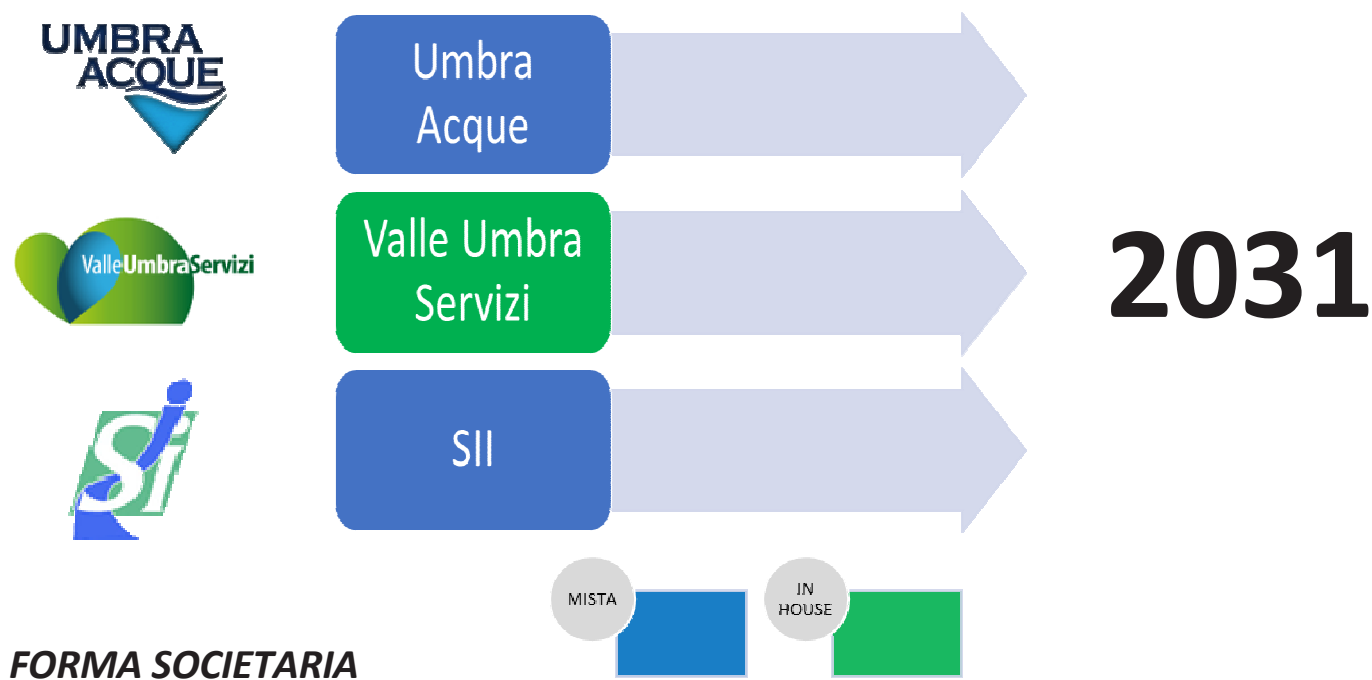 UMBRA
ACQUE
Umbra
Acque
ValleUmbraServizi
Valle Umbra
Servizi
2031
Si
SII
MISTA
IN
HOUSE
FORMA SOCIETARIA